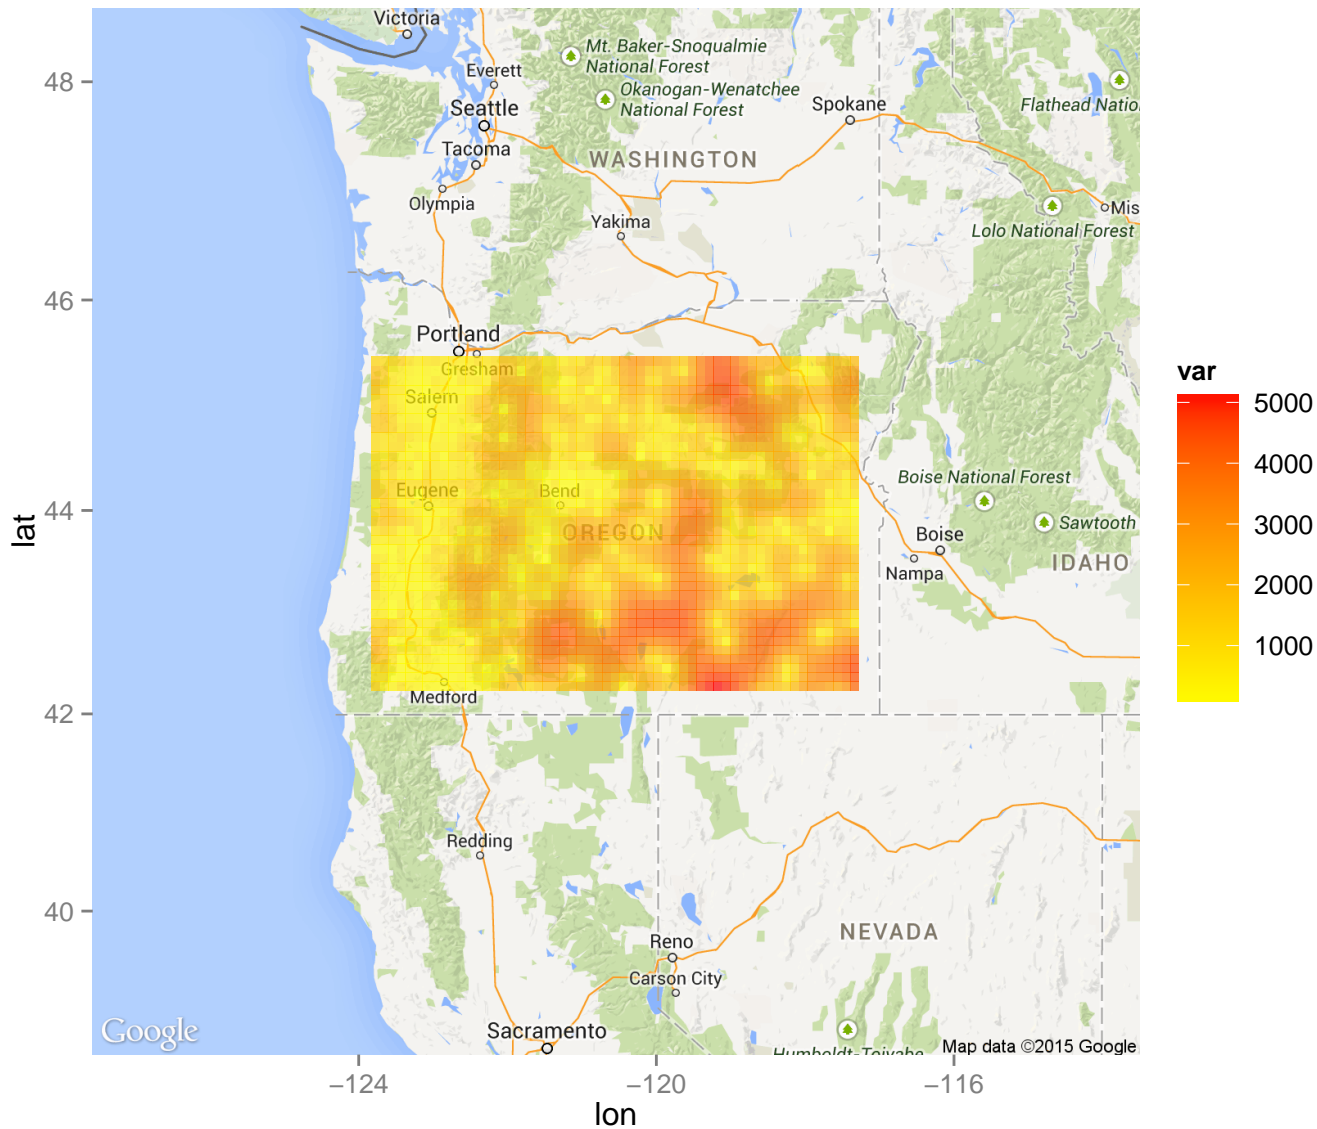 Victoria
Mt. Baker-Snoqualmie
National Forest
Everett
Okanogan-Wenatchee
National Forest
Seattle
Spokane
Flathead Natio
Tacoma
WASHINGTON
Olympia
Mis
Yakima
Lolo National Forest
Portland
Gresham
Salem
Eugene
Bend
Boise National Forest
OREGON
Sawtooth
Boise
IDAHO
Nampa
Medford
Redding
NEVADA
Reno
Carson City
Sacramento
Humboldt-Toiyabe
Google
Map data ©2015 Google
48
46
44
42
40
lat
−124
−120
−116
lon
var
5000
4000
3000
2000
1000